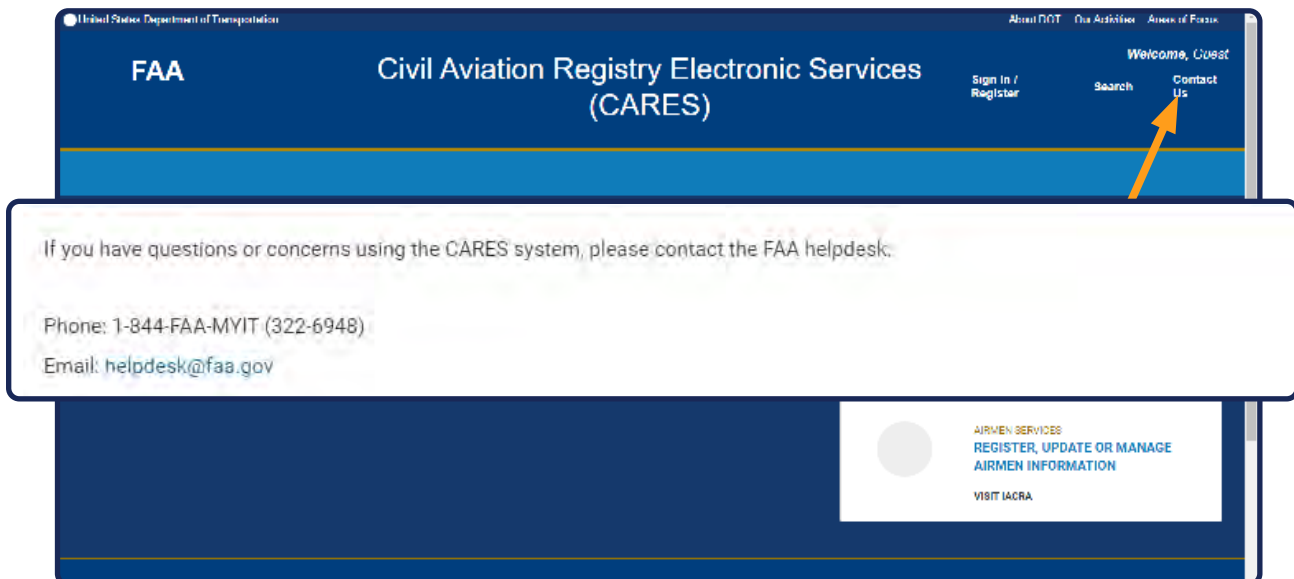 United States Department of Transportation
About DOT Our Activities Areas of Focus
Welcome, Guest
FAA
Civil Aviation Registry Electronic Services
(CARES)
Sign In /
Register
Search
Contact
Us
If you have questions or concerns using the CARES system, please contact the FAA helpdesk.
Phone: 1-844-FAA-MYIT (322-6948)
Email: helpdesk@faa.gov
AIRMEN SERVICES
REGISTER, UPDATE OR MANAGE
AIRMEN INFORMATION
VISIT IACRA